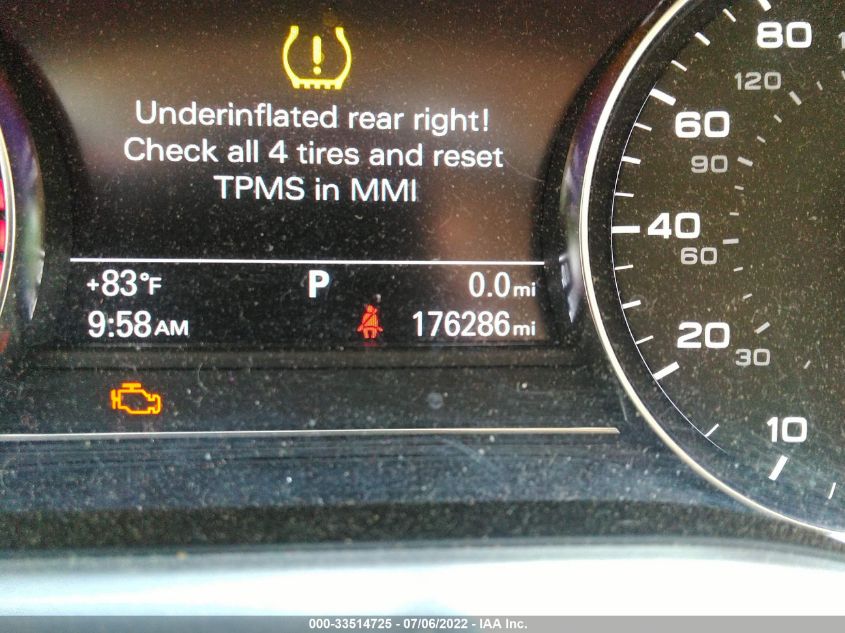 Underinflated rear right!
Check all 4 tires and reset
TPMS in MMI
+83°F P 0.0mi
9:58AM 176286mi
80
120
60
90
40
60
20
30
10
000-33514725 - 07/06/2022 - IAA Inc.